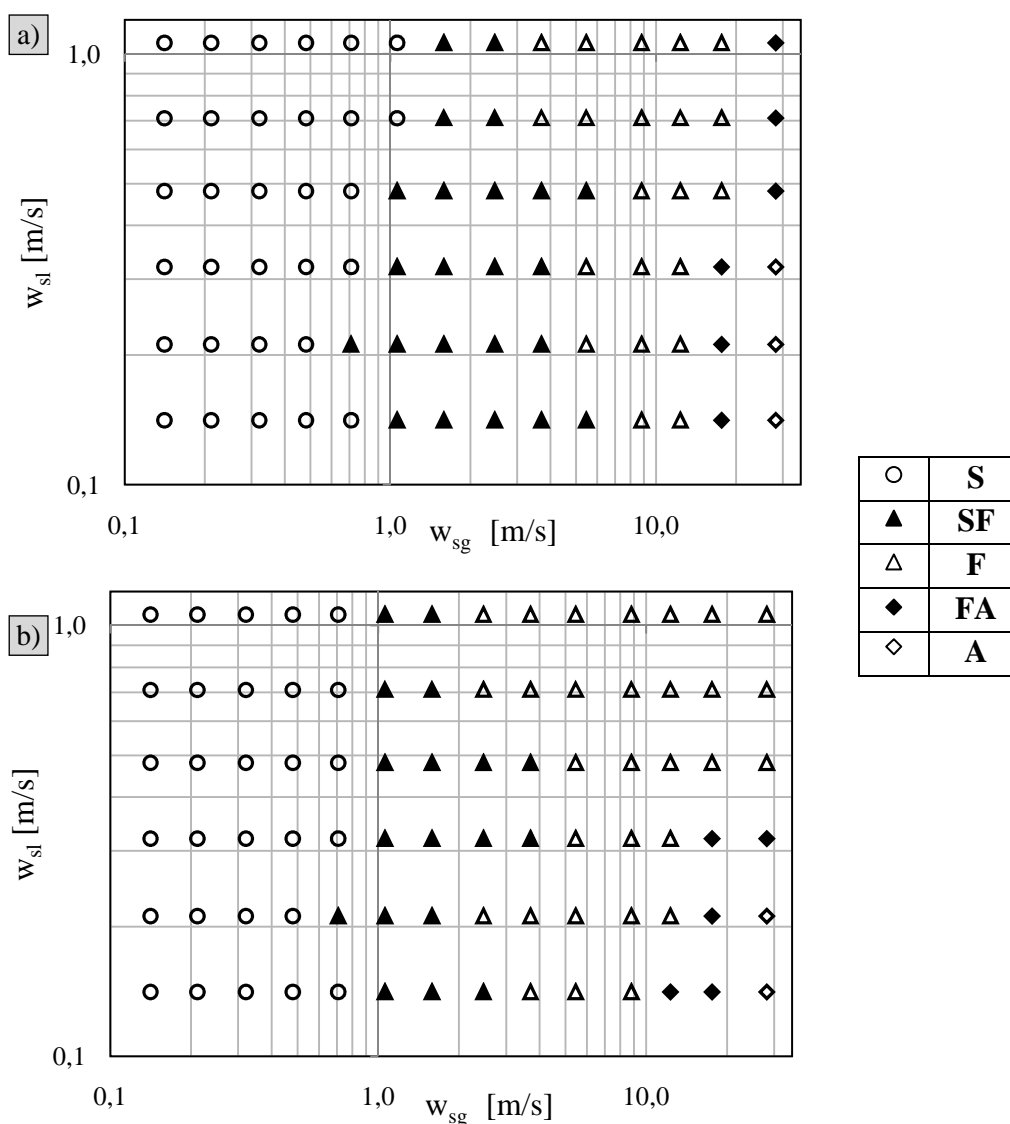 a)
1,0
w_sl [m/s]
0,1
0,1 1,0 10,0
w_sg [m/s]
S
SF
F
FA
A
b)
1,0
w_sl [m/s]
0,1
0,1 1,0 10,0
w_sg [m/s]